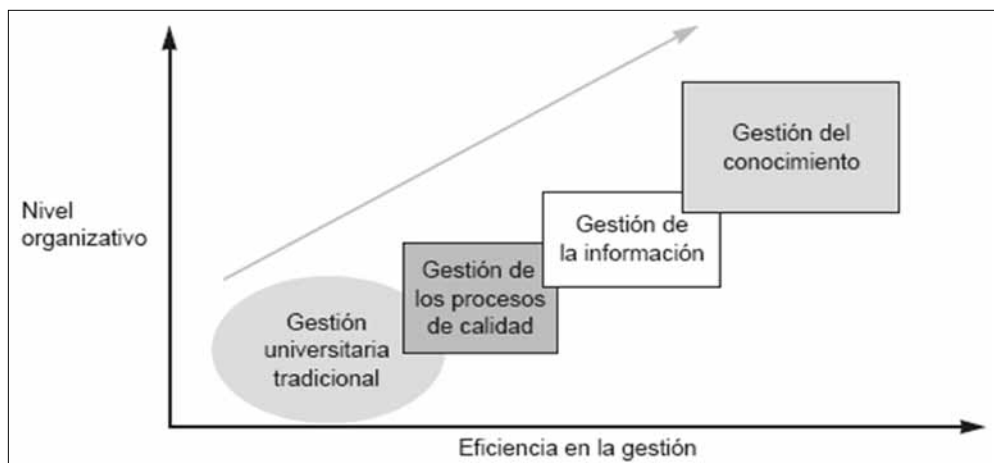 Gestión del
conocimiento
Nivel
organizativo
Gestión de
la información
Gestión de
los procesos
de calidad
Gestión
universitaria
tradicional
Eficiencia en la gestión